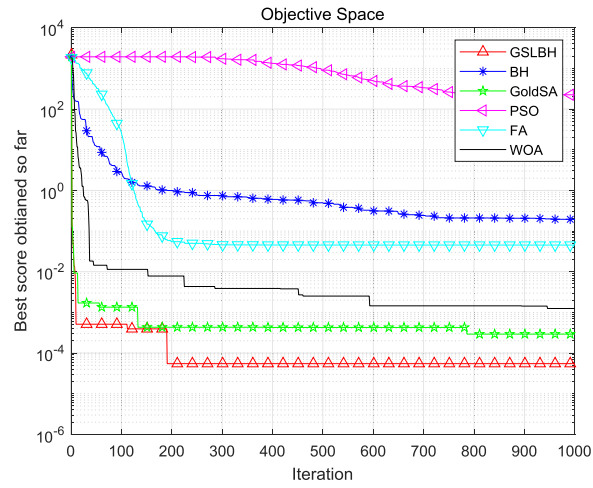 Objective Space
GSLBH
BH
GoldSA
PSO
FA
WOA
Best score obtianed so far
10^4
10^2
10^0
10^-2
10^-4
10^-6
0 100 200 300 400 500 600 700 800 900 1000
Iteration